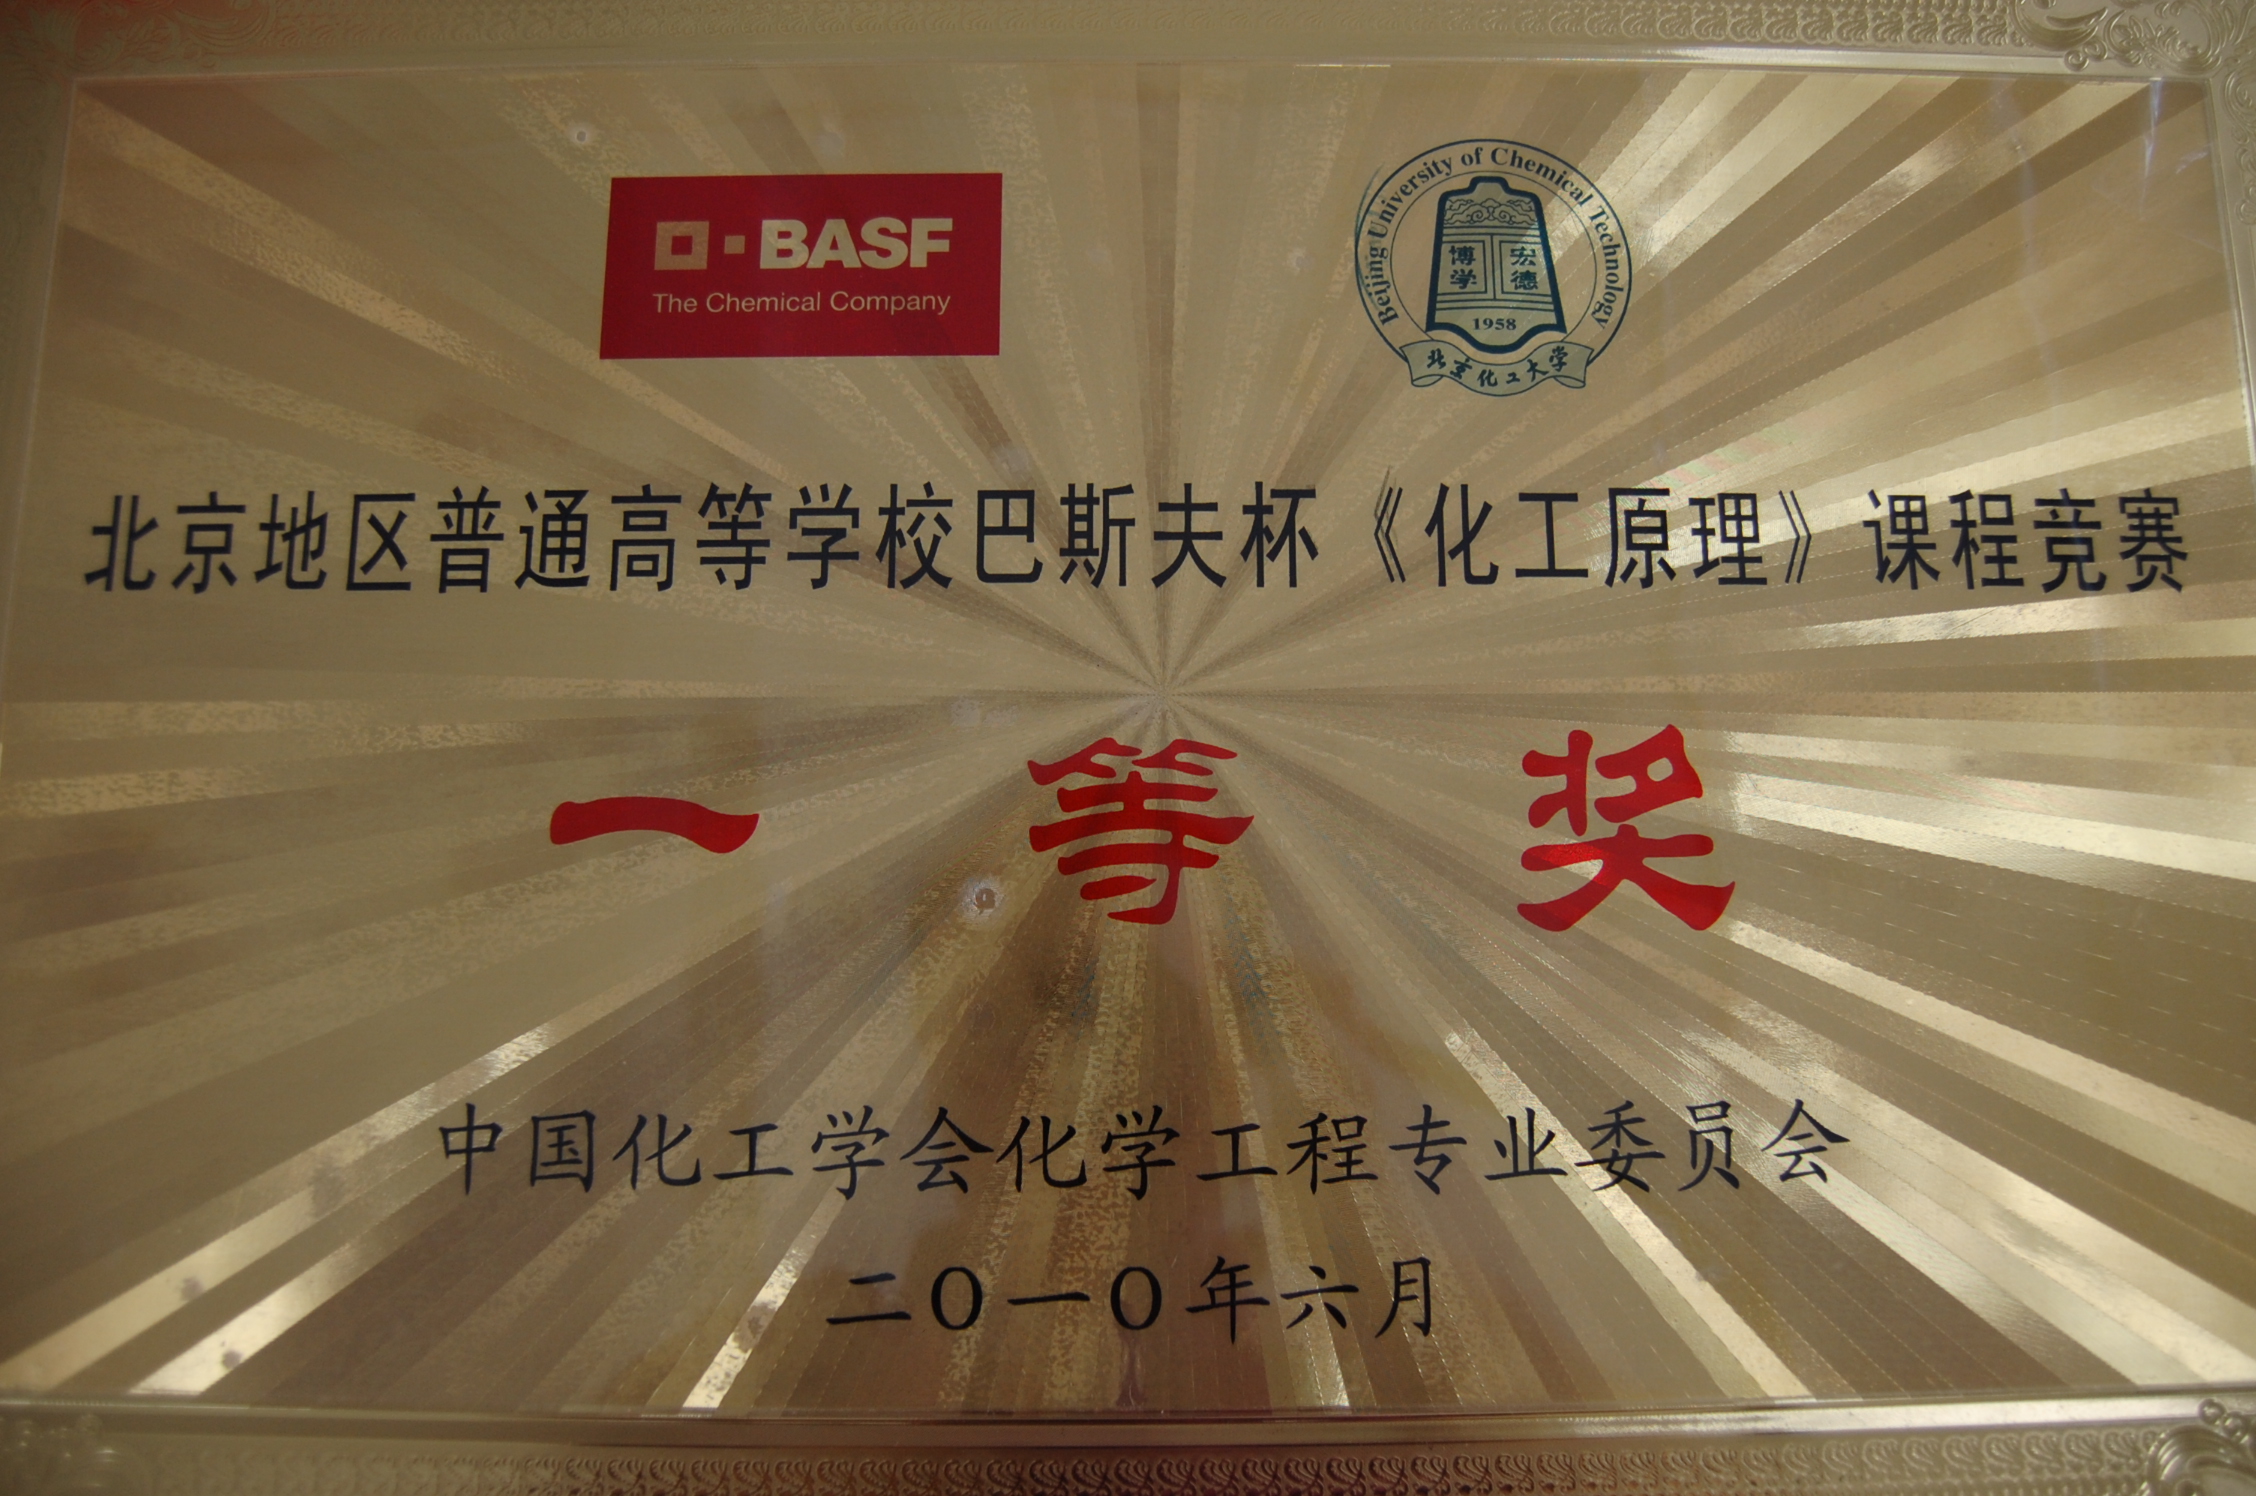 BASF
The Chemical Company
Beijing University of Chemical Technology
博学 宏德
1958
北京化工大学
北京地区普通高等学校巴斯夫杯《化工原理》课程竞赛
一等奖
中国化工学会化学工程专业委员会
二O一O年六月